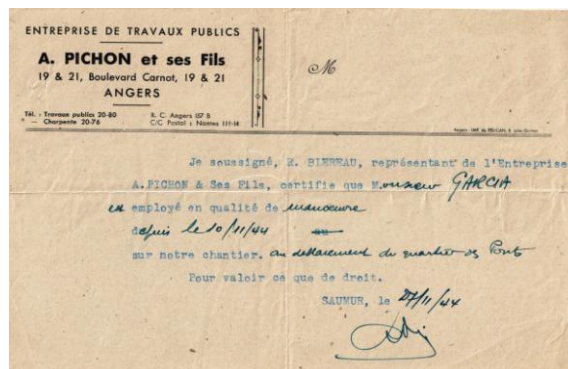 ENTREPRISE DE TRAVAUX PUBLICS
A. PICHON et ses Fils
19 & 21, Boulevard Carnot, 19 & 21
ANGERS
Tél. : Travaux publics 20-80
— Charpente 20-76
R. C. Angers 157 B
C/C Postal : Nantes 111-14
M
Je soussigné, R. BLEREAU, représentant de l'Entreprise
A.PICHON & Ses Fils, certifie que Monsieur GARCIA
est employé en qualité de manoeuvre
depuis le 10/11/44 au
sur notre chantier. au déblaiement du quartier des Ponts
Pour valoir ce que de droit.
SAUMUR, le 27/11/44